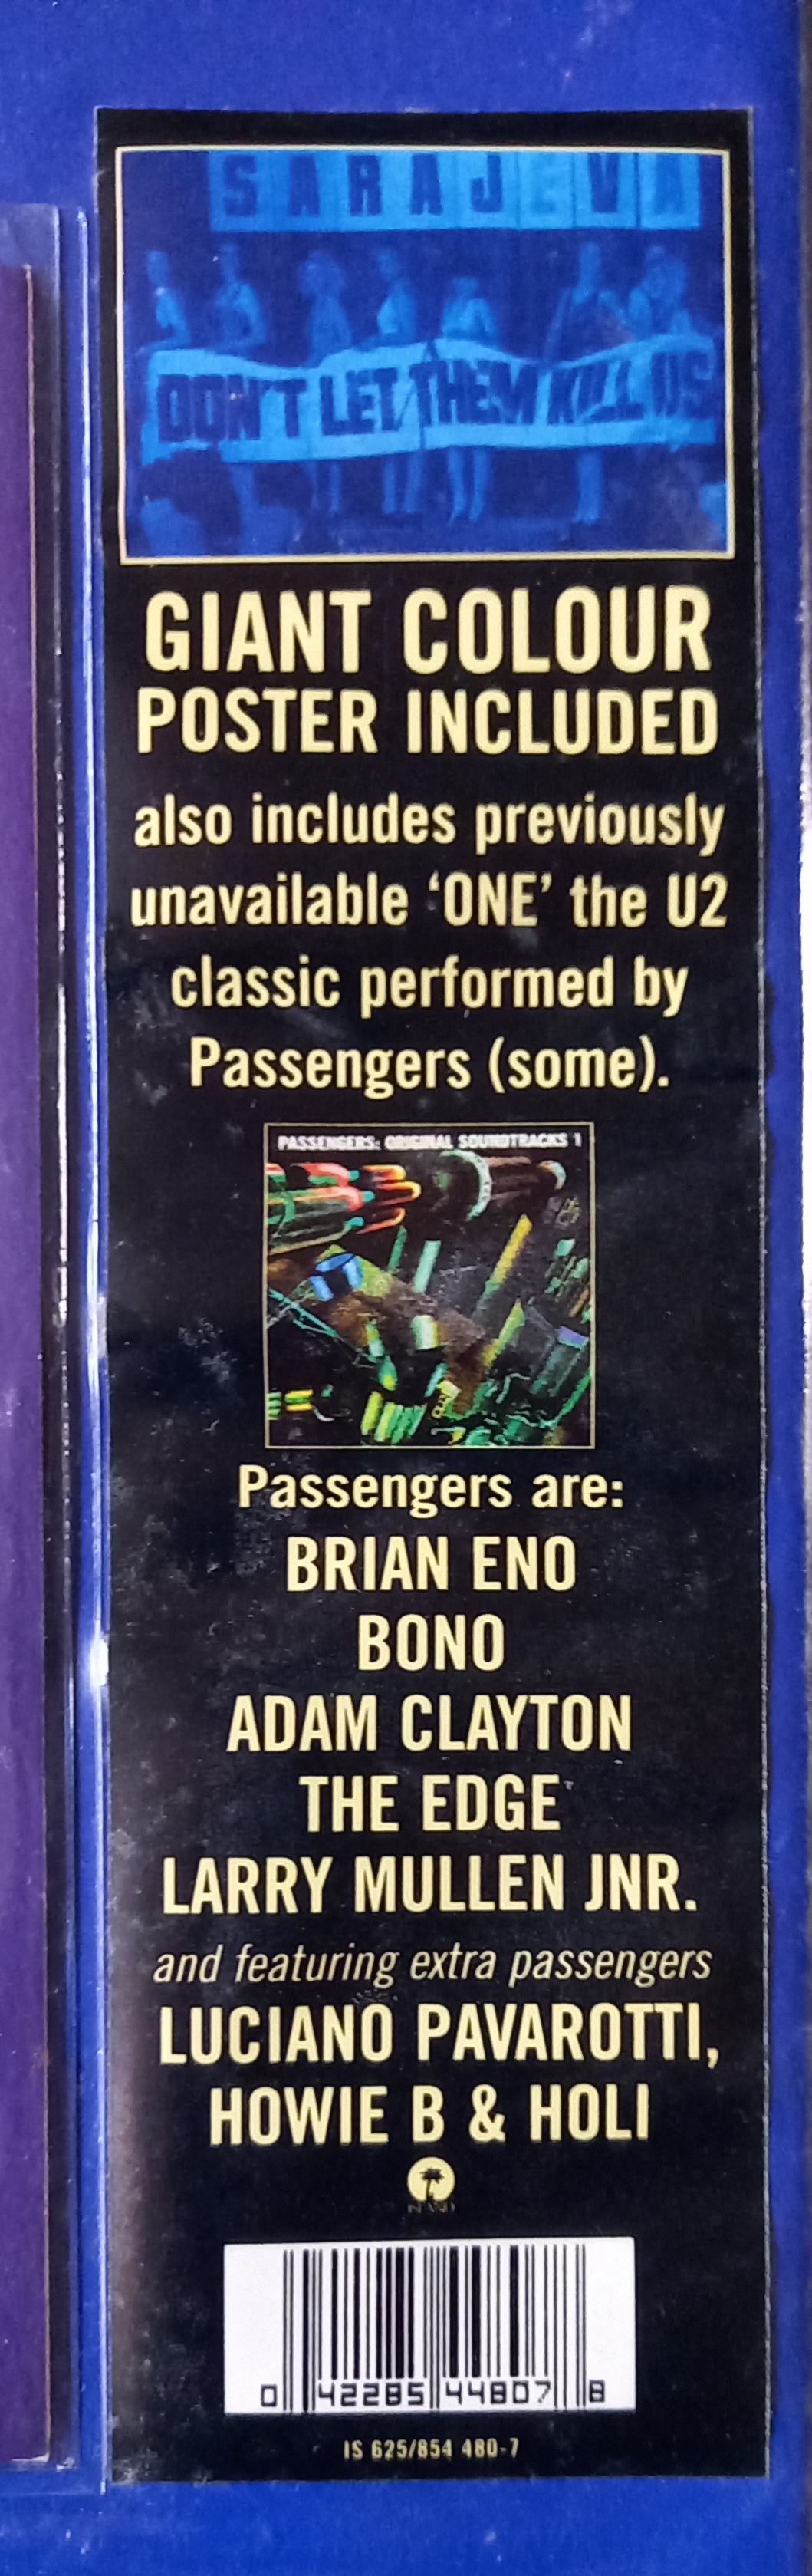 SARAJEVA
DON'T LET THEM KILL US
GIANT COLOUR
POSTER INCLUDED
also includes previously
unavailable ‘ONE’ the U2
classic performed by
Passengers (some).
PASSENGERS: ORIGINAL SOUNDTRACKS 1
Passengers are:
BRIAN ENO
BONO
ADAM CLAYTON
THE EDGE
LARRY MULLEN JNR.
and featuring extra passengers
LUCIANO PAVAROTTI,
HOWIE B & HOLI
ISLAND
0 42285 44807 8
IS 625/854 480-7